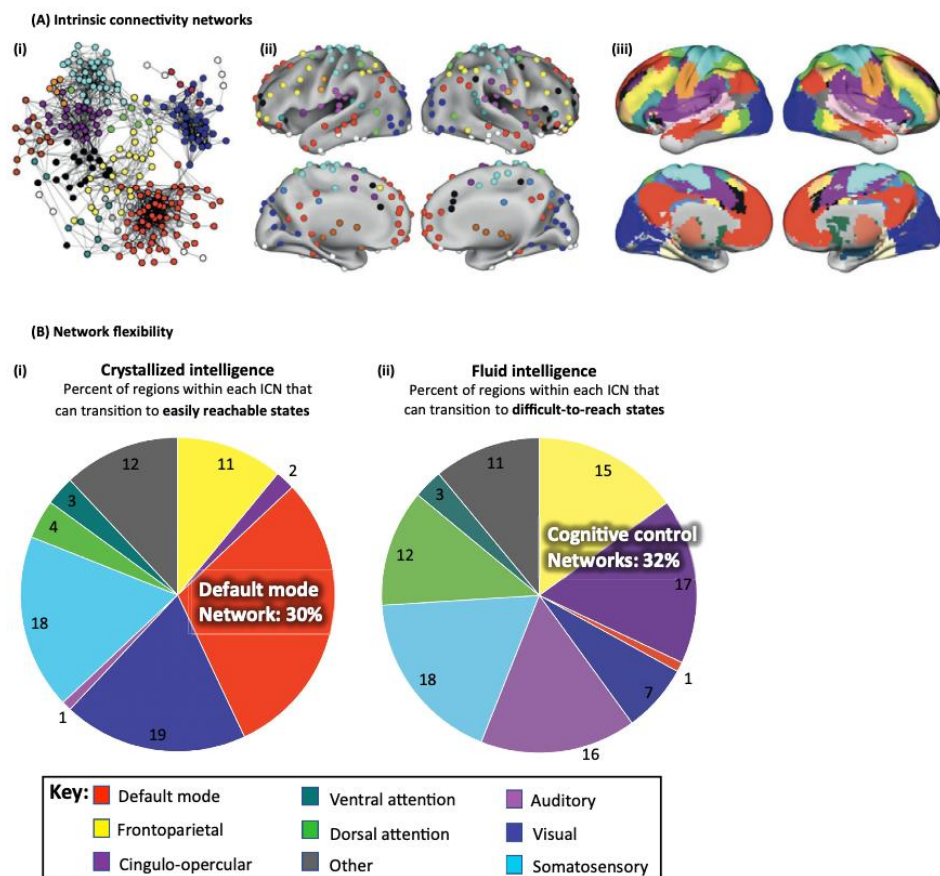 (A) Intrinsic connectivity networks
(i)
(ii)
(iii)
(B) Network flexibility
(i)
Crystallized intelligence
Percent of regions within each ICN that
can transition to easily reachable states
12
11
2
3
4
Default mode
Network: 30%
18
1
19
(ii)
Fluid intelligence
Percent of regions within each ICN that
can transition to difficult-to-reach states
11
15
3
12
Cognitive control
Networks: 32%
17
18
1
7
16
Key:
Default mode
Ventral attention
Auditory
Frontoparietal
Dorsal attention
Visual
Cingulo-opercular
Other
Somatosensory